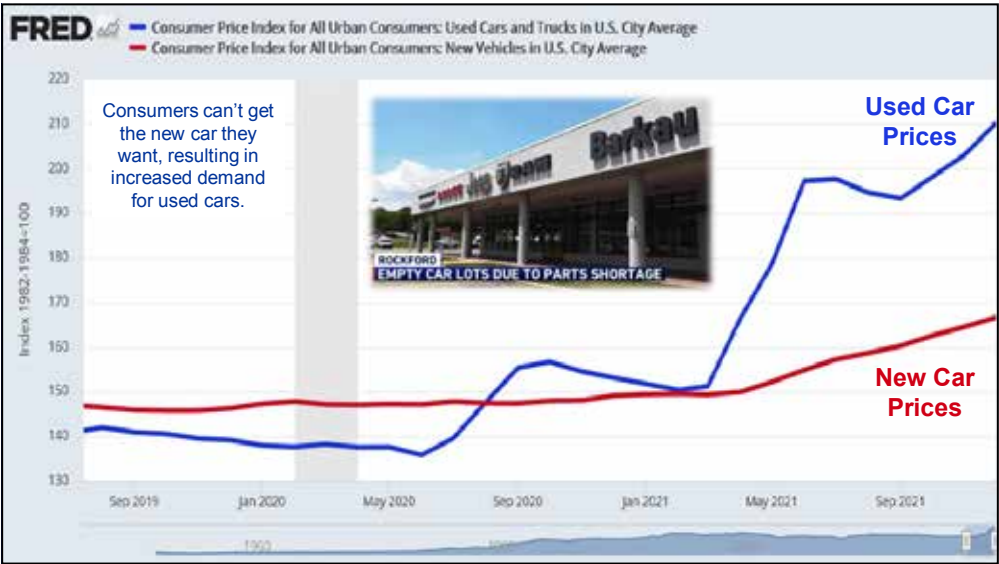 FRED
Consumer Price Index for All Urban Consumers: Used Cars and Trucks in U.S. City Average
Consumer Price Index for All Urban Consumers: New Vehicles in U.S. City Average
220
210
200
190
180
170
160
150
140
130
Index 1982-1984=100
Consumers can't get
the new car they
want, resulting in
increased demand
for used cars.
Jeep
Barkau
ROCKFORD
EMPTY CAR LOTS DUE TO PARTS SHORTAGE
Used Car
Prices
New Car
Prices
Sep 2019
Jan 2020
May 2020
Sep 2020
Jan 2021
May 2021
Sep 2021
1960